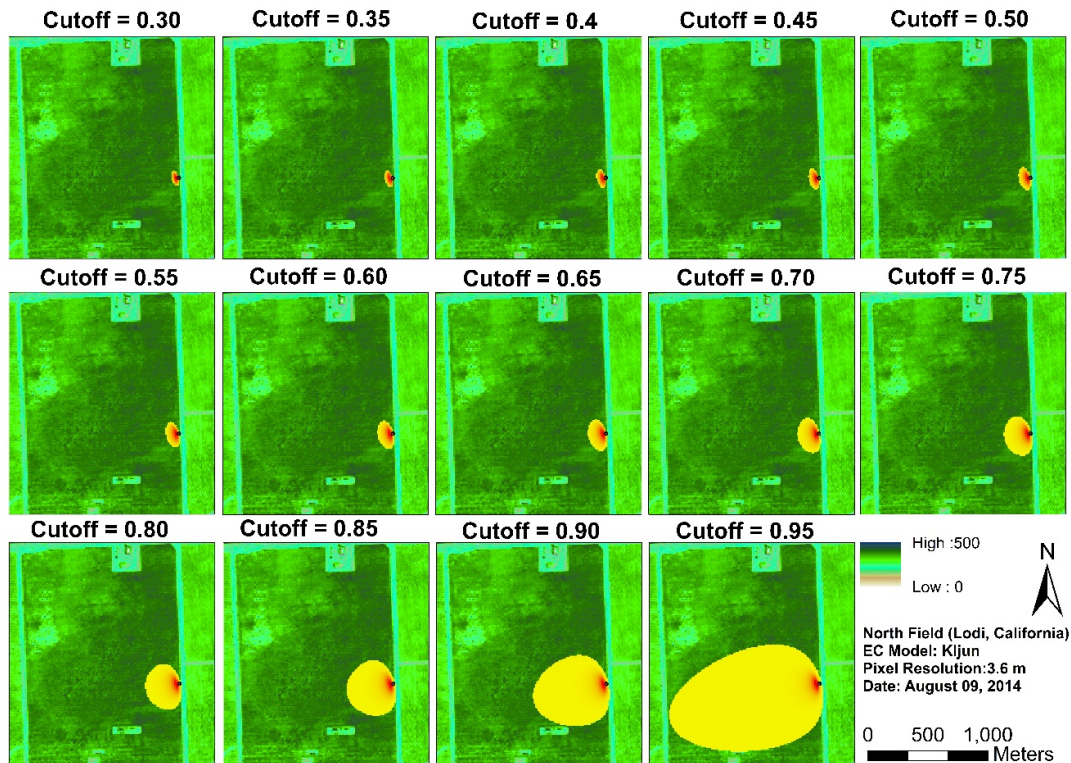 Cutoff = 0.30
Cutoff = 0.35
Cutoff = 0.4
Cutoff = 0.45
Cutoff = 0.50
Cutoff = 0.55
Cutoff = 0.60
Cutoff = 0.65
Cutoff = 0.70
Cutoff = 0.75
Cutoff = 0.80
Cutoff = 0.85
Cutoff = 0.90
Cutoff = 0.95
High :500
Low : 0
N
North Field (Lodi, California)
EC Model: Kljun
Pixel Resolution:3.6 m
Date: August 09, 2014
0 500 1,000
Meters